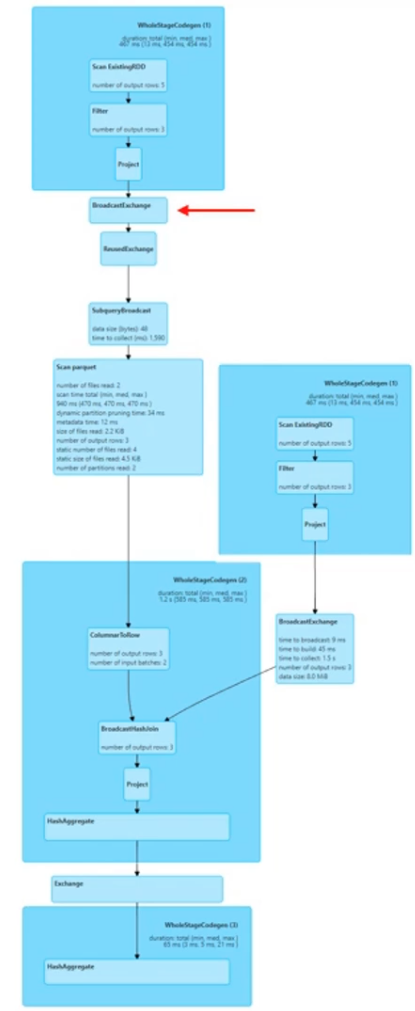 WholeStageCodegen (1)
duration: total (min, med, max )
467 ms (13 ms, 454 ms, 454 ms )
Scan ExistingRDD
number of output rows: 5
Filter
number of output rows: 3
Project
BroadcastExchange
ReusedExchange
SubqueryBroadcast
data size (bytes): 48
time to collect (ms): 1,590
Scan parquet
number of files read: 2
scan time total (min, med, max )
940 ms (470 ms, 470 ms, 470 ms )
dynamic partition pruning time: 34 ms
metadata time: 12 ms
size of files read: 2.2 KiB
number of output rows: 3
static number of files read: 4
static size of files read: 4.5 KiB
number of partitions read: 2
WholeStageCodegen (1)
duration: total (min, med, max )
467 ms (13 ms, 454 ms, 454 ms )
Scan ExistingRDD
number of output rows: 5
Filter
number of output rows: 3
Project
BroadcastExchange
time to broadcast: 9 ms
time to build: 45 ms
time to collect: 1.5 s
number of output rows: 3
data size: 8.0 MiB
WholeStageCodegen (2)
duration: total (min, med, max )
1.2 s (585 ms, 585 ms, 585 ms )
ColumnarToRow
number of output rows: 3
number of input batches: 2
BroadcastHashJoin
number of output rows: 3
Project
HashAggregate
Exchange
WholeStageCodegen (3)
duration: total (min, med, max )
65 ms (3 ms, 5 ms, 21 ms )
HashAggregate